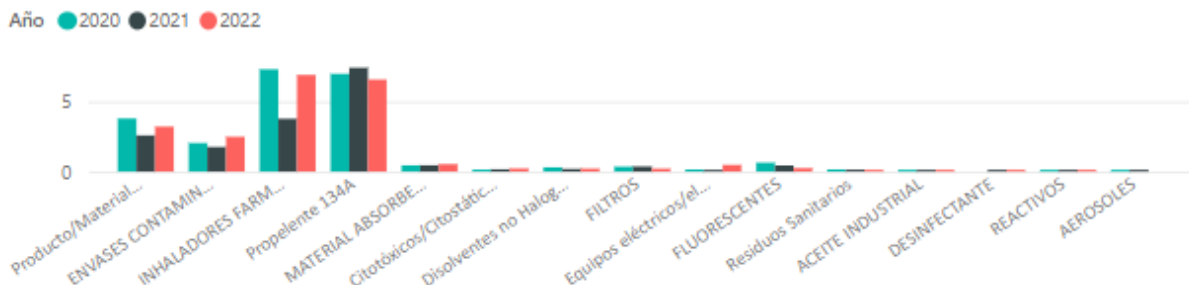 Año 2020 2021 2022
5
0
Producto/Material...
ENVASES CONTAMIN...
INHALADORES FARM...
Propelente 134A
MATERIAL ABSORBE...
Citotóxicos/Citostátic...
Disolventes no Halog...
FILTROS
Equipos eléctricos/el...
FLUORESCENTES
Residuos Sanitarios
ACEITE INDUSTRIAL
DESINFECTANTE
REACTIVOS
AEROSOLES